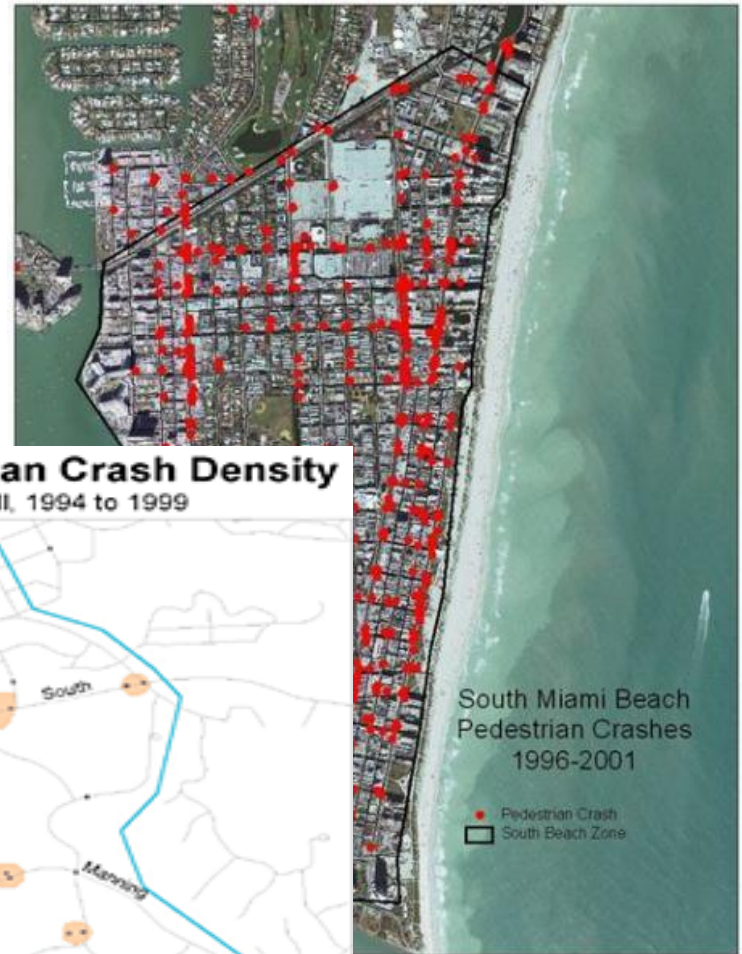 an Crash Density
ll, 1994 to 1999
South
Manning
South Miami Beach
Pedestrian Crashes
1996-2001
Pedestrian Crash
South Beach Zone